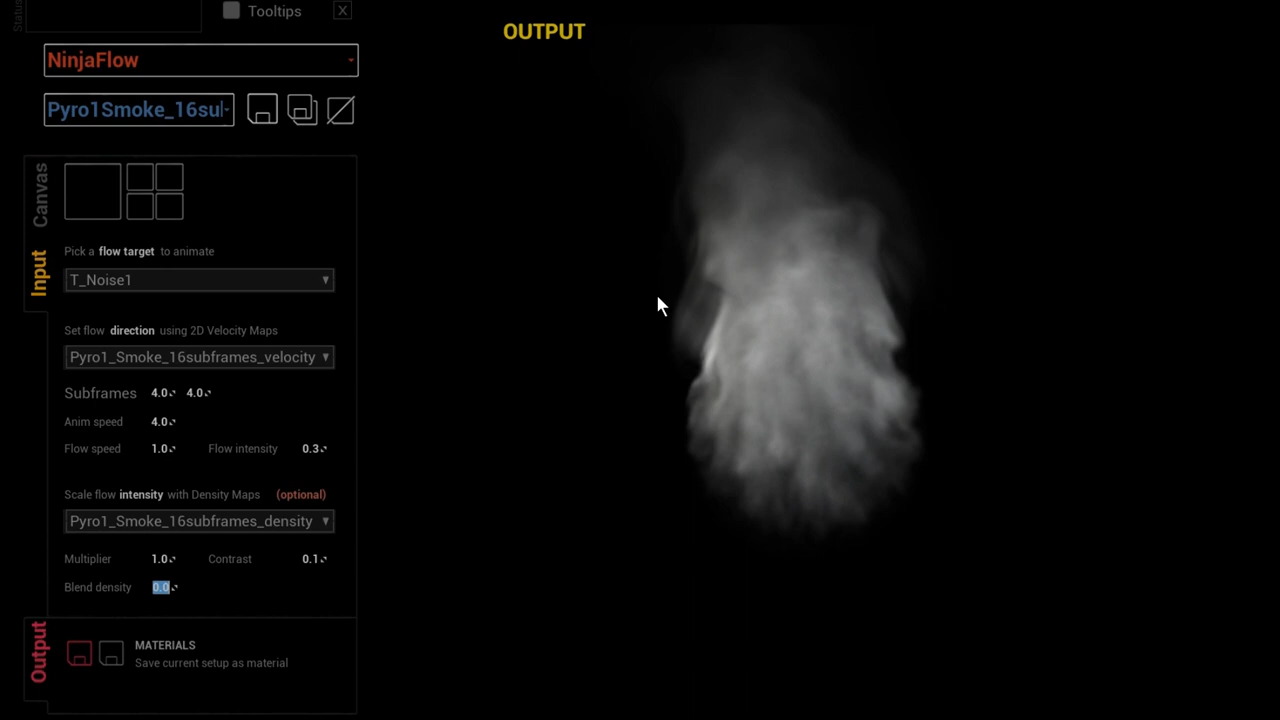 Status
Tooltips
X
OUTPUT
NinjaFlow
Pyro1Smoke_16sul
Canvas
Input
Pick a flow target to animate
T_Noise1
Set flow direction using 2D Velocity Maps
Pyro1_Smoke_16subframes_velocity
Subframes 4.0 4.0
Anim speed 4.0
Flow speed 1.0 Flow intensity 0.3
Scale flow intensity with Density Maps (optional)
Pyro1_Smoke_16subframes_density
Multiplier 1.0 Contrast 0.1
Blend density 0.0
Output
MATERIALS
Save current setup as material